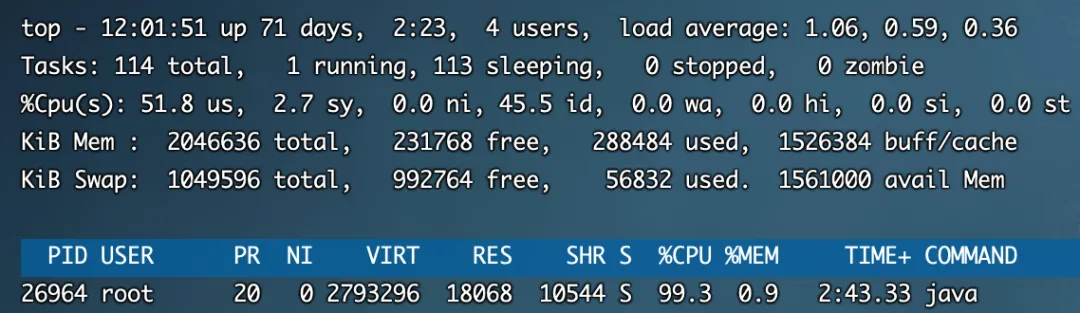 top - 12:01:51 up 71 days,  2:23,  4 users,  load average: 1.06, 0.59, 0.36
Tasks: 114 total,   1 running, 113 sleeping,   0 stopped,   0 zombie
%Cpu(s): 51.8 us,  2.7 sy,  0.0 ni, 45.5 id,  0.0 wa,  0.0 hi,  0.0 si,  0.0 st
KiB Mem :  2046636 total,   231768 free,   288484 used,  1526384 buff/cache
KiB Swap:  1049596 total,   992764 free,    56832 used.  1561000 avail Mem
  PID USER      PR  NI    VIRT    RES    SHR S  %CPU %MEM     TIME+ COMMAND
26964 root      20   0 2793296  18068  10544 S  99.3  0.9   2:43.33 java